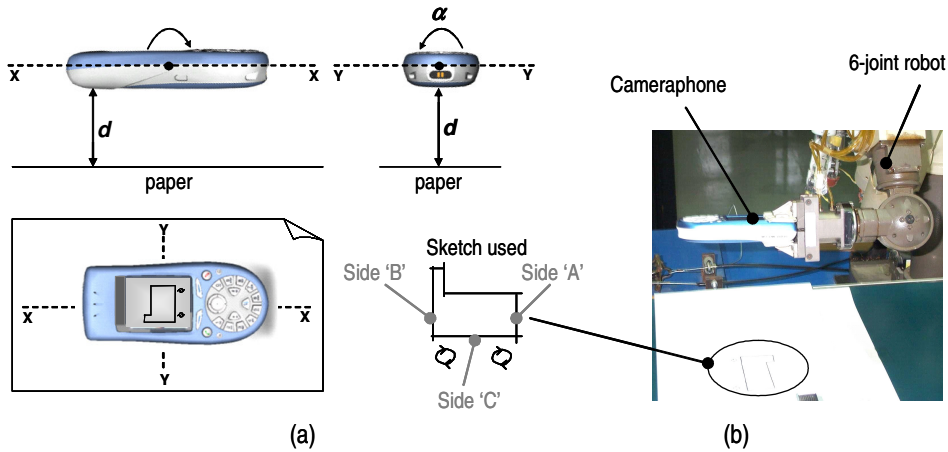 α
X X Y Y
d d
paper paper
Cameraphone
6-joint robot
Y
X X
Y
Sketch used
Side ‘B’ Side ‘A’
Side ‘C’
(a) (b)